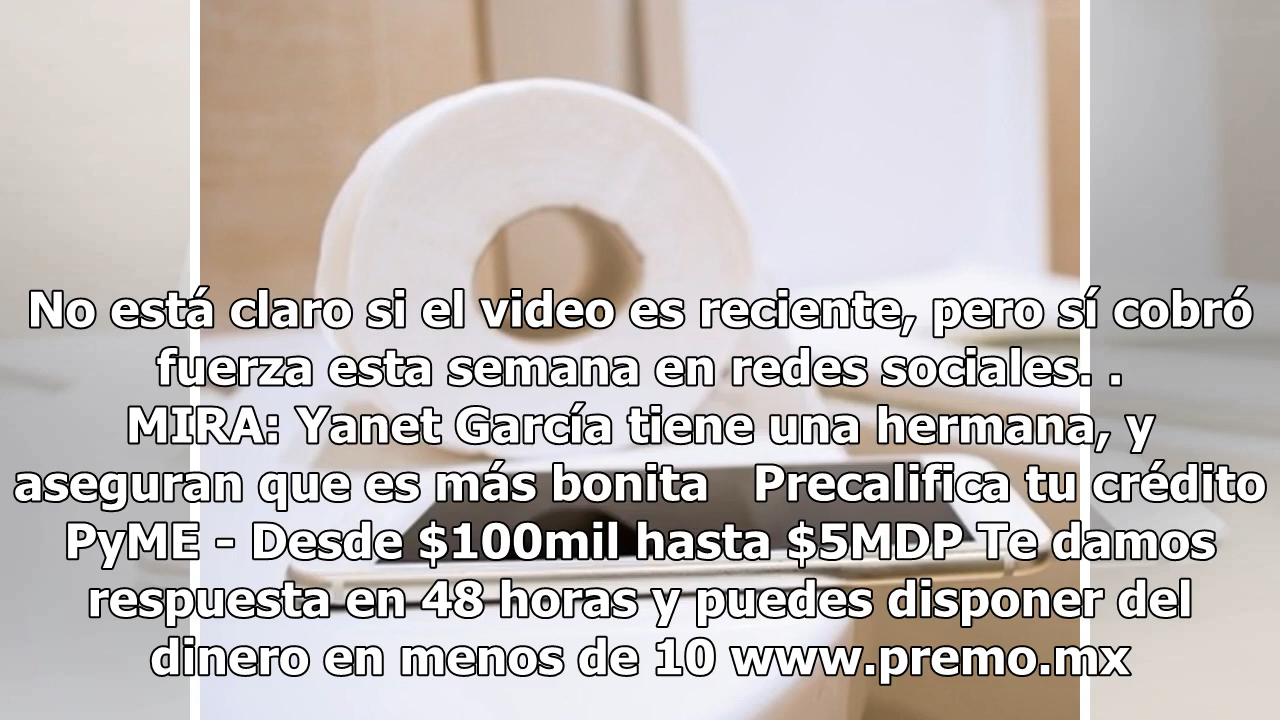 No está claro si el video es reciente, pero sí cobró
fuerza esta semana en redes sociales. .
MIRA: Yanet García tiene una hermana, y
aseguran que es más bonita   Precalifica tu crédito
PyME - Desde $100mil hasta $5MDP Te damos
respuesta en 48 horas y puedes disponer del
dinero en menos de 10 www.premo.mx